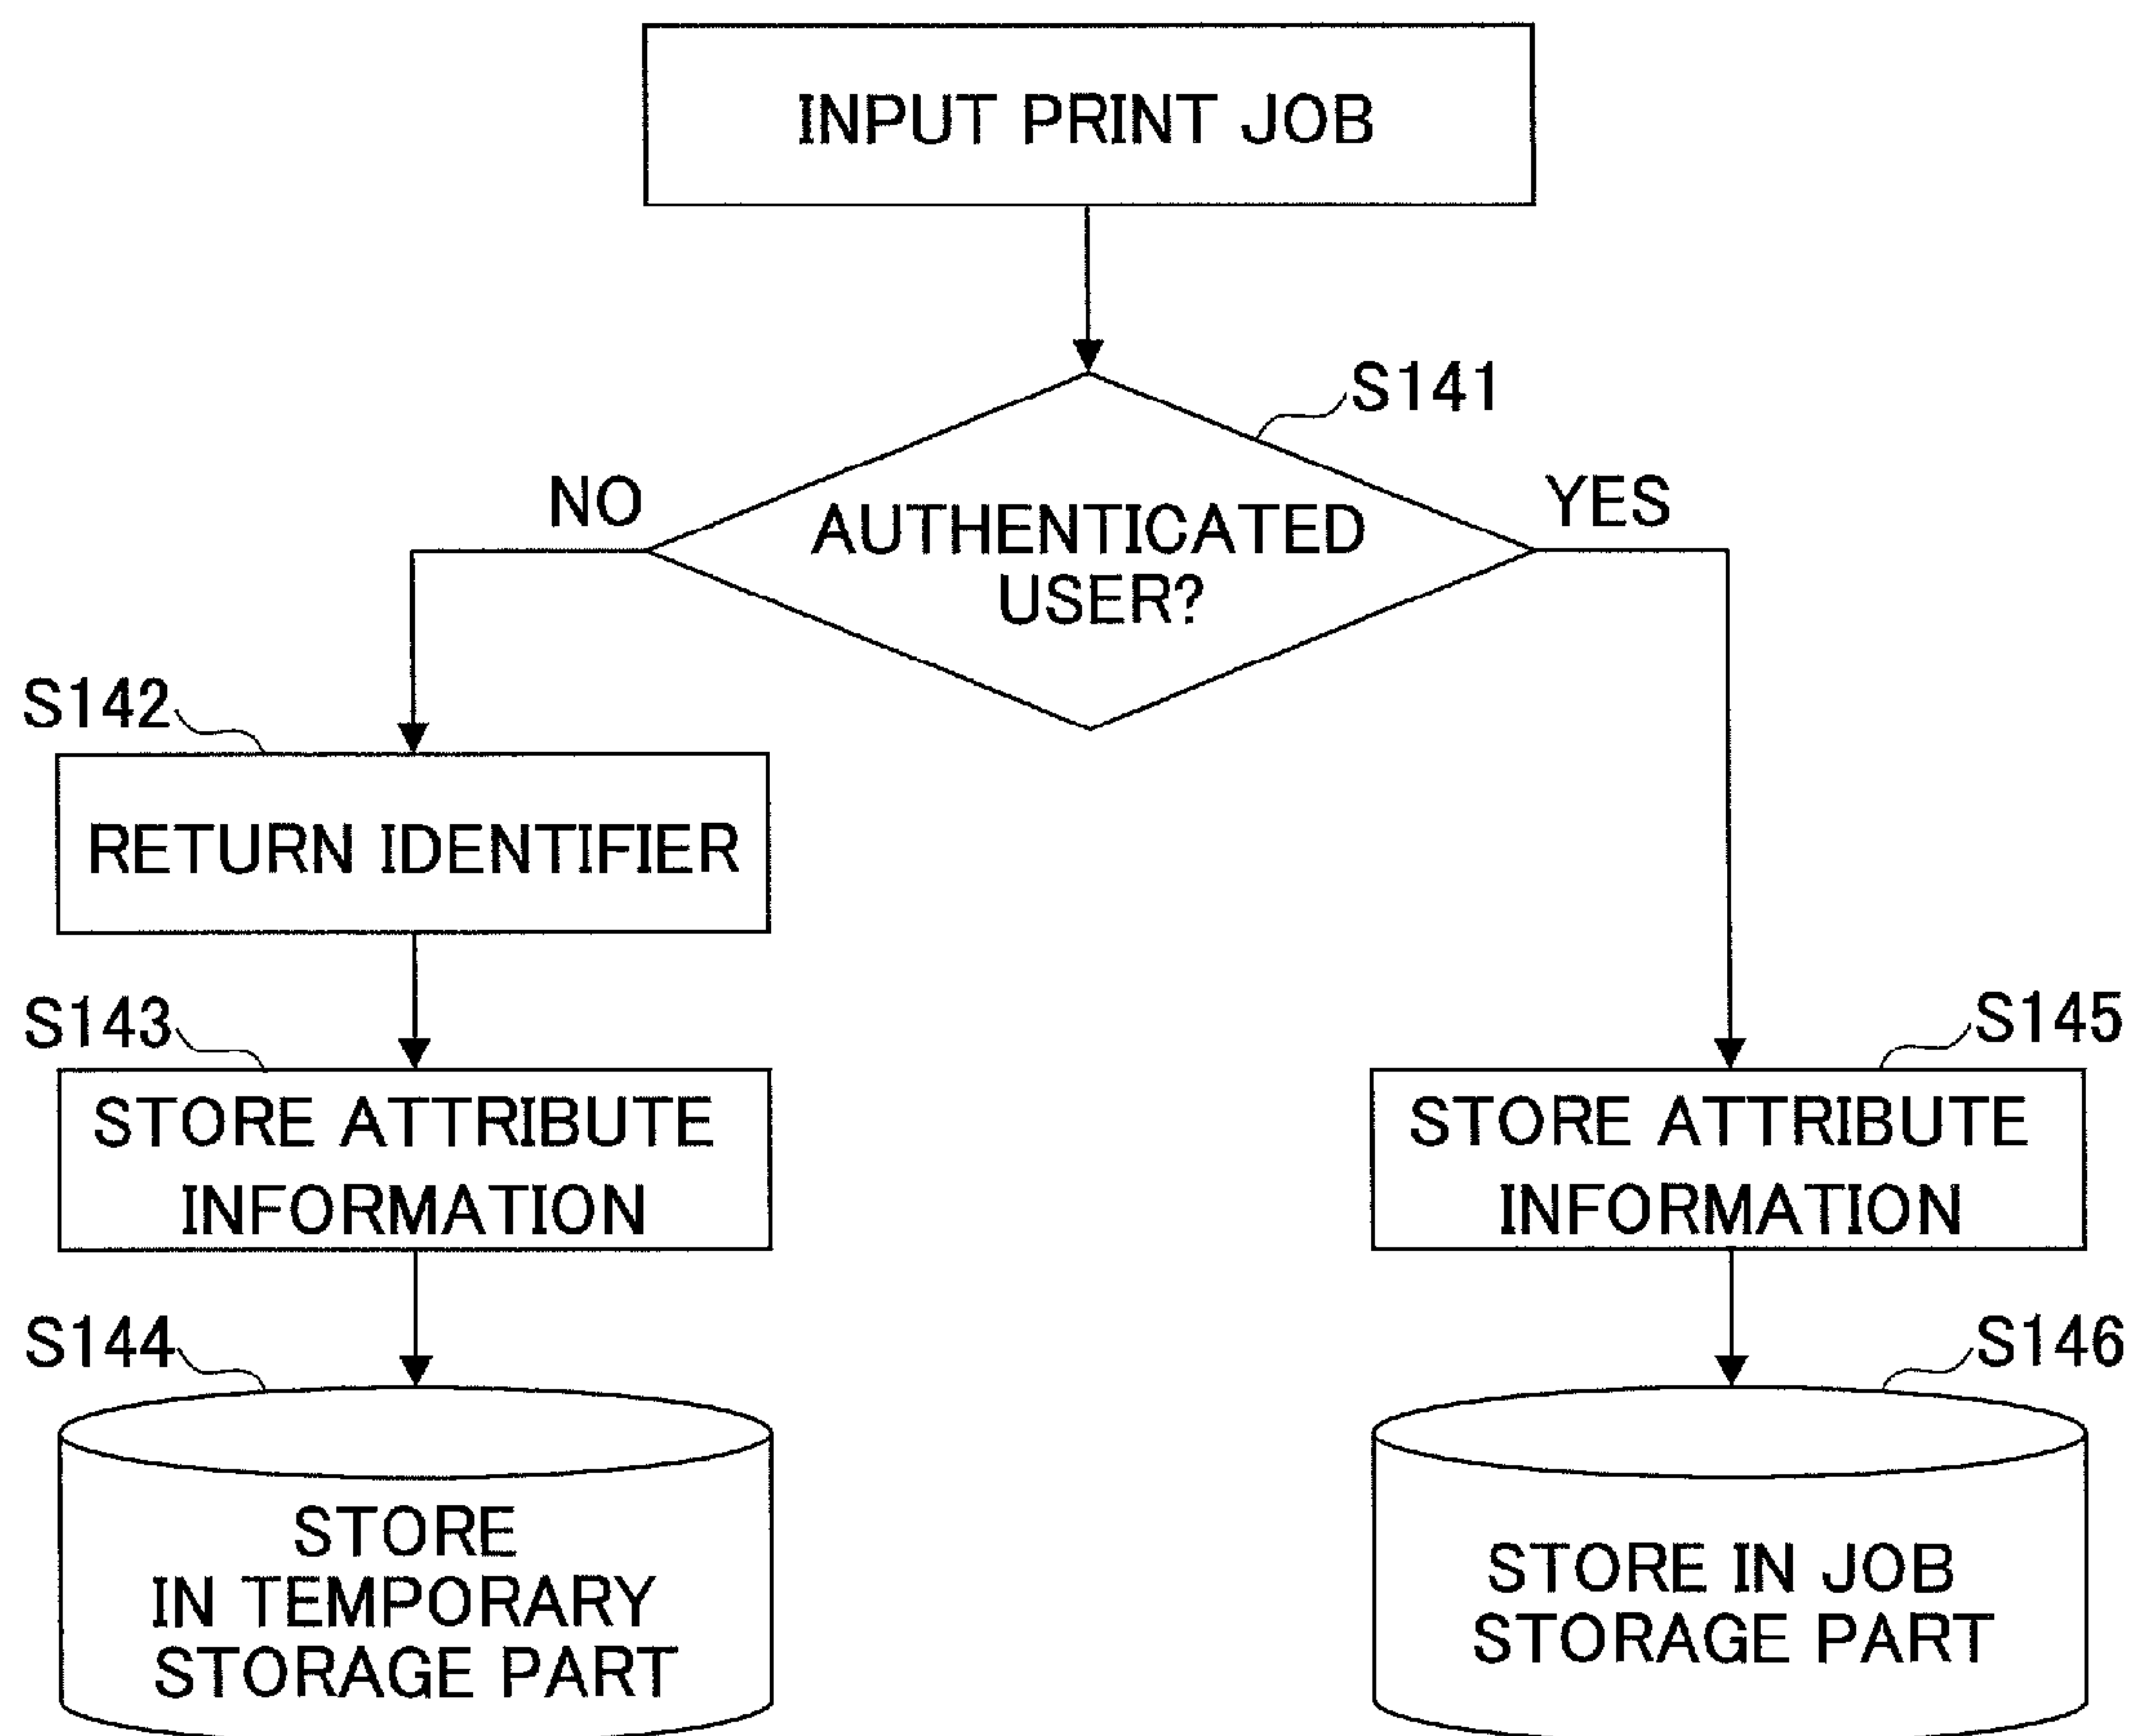 INPUT PRINT JOB
S141
NO
YES
AUTHENTICATED
USER?
S142
RETURN IDENTIFIER
S143
STORE ATTRIBUTE
INFORMATION
S145
STORE ATTRIBUTE
INFORMATION
S144
STORE
IN TEMPORARY
STORAGE PART
S146
STORE IN JOB
STORAGE PART